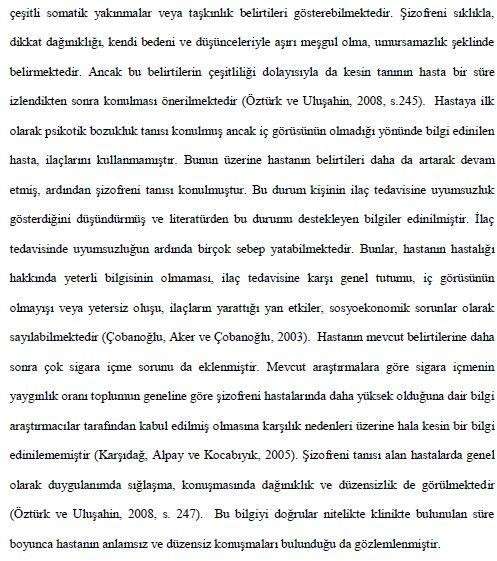 çeşitli somatik yakınmalar veya taşkınlık belirtileri gösterebilmektedir. Şizofreni sıklıkla,
dikkat dağınıklığı, kendi bedeni ve düşünceleriyle aşırı meşgul olma, umursamazlık şeklinde
belirmektedir. Ancak bu belirtilerin çeşitliliği dolayısıyla da kesin tanının hasta bir süre
izlendikten sonra konulması önerilmektedir (Öztürk ve Uluşahin, 2008, s.245). Hastaya ilk
olarak psikotik bozukluk tanısı konulmuş ancak iç görüsünün olmadığı yönünde bilgi edinilen
hasta, ilaçlarını kullanmamıştır. Bunun üzerine hastanın belirtileri daha da artarak devam
etmiş, ardından şizofreni tanısı konulmuştur. Bu durum kişinin ilaç tedavisine uyumsuzluk
gösterdiğini düşündürmüş ve literatürden bu durumu destekleyen bilgiler edinilmiştir. İlaç
tedavisinde uyumsuzluğun ardında birçok sebep yatabilmektedir. Bunlar, hastanın hastalığı
hakkında yeterli bilgisinin olmaması, ilaç tedavisine karşı genel tutumu, iç görüsünün
olmayışı veya yetersiz oluşu, ilaçların yarattığı yan etkiler, sosyoekonomik sorunlar olarak
sayılabilmektedir (Çobanoğlu, Aker ve Çobanoğlu, 2003). Hastanın mevcut belirtilerine daha
sonra çok sigara içme sorunu da eklenmiştir. Mevcut araştırmalara göre sigara içmenin
yaygınlık oranı toplumun geneline göre şizofreni hastalarında daha yüksek olduğuna dair bilgi
araştırmacılar tarafından kabul edilmiş olmasına karşılık nedenleri üzerine hala kesin bir bilgi
edinilememiştir (Karşıdağ, Alpay ve Kocabıyık, 2005). Şizofreni tanısı alan hastalarda genel
olarak duygulanımda sığlaşma, konuşmasında dağınıklık ve düzensizlik de görülmektedir
(Öztürk ve Uluşahin, 2008, s. 247). Bu bilgiyi doğrular nitelikte klinikte bulunulan süre
boyunca hastanın anlamsız ve düzensiz konuşmaları bulunduğu da gözlemlenmiştir.